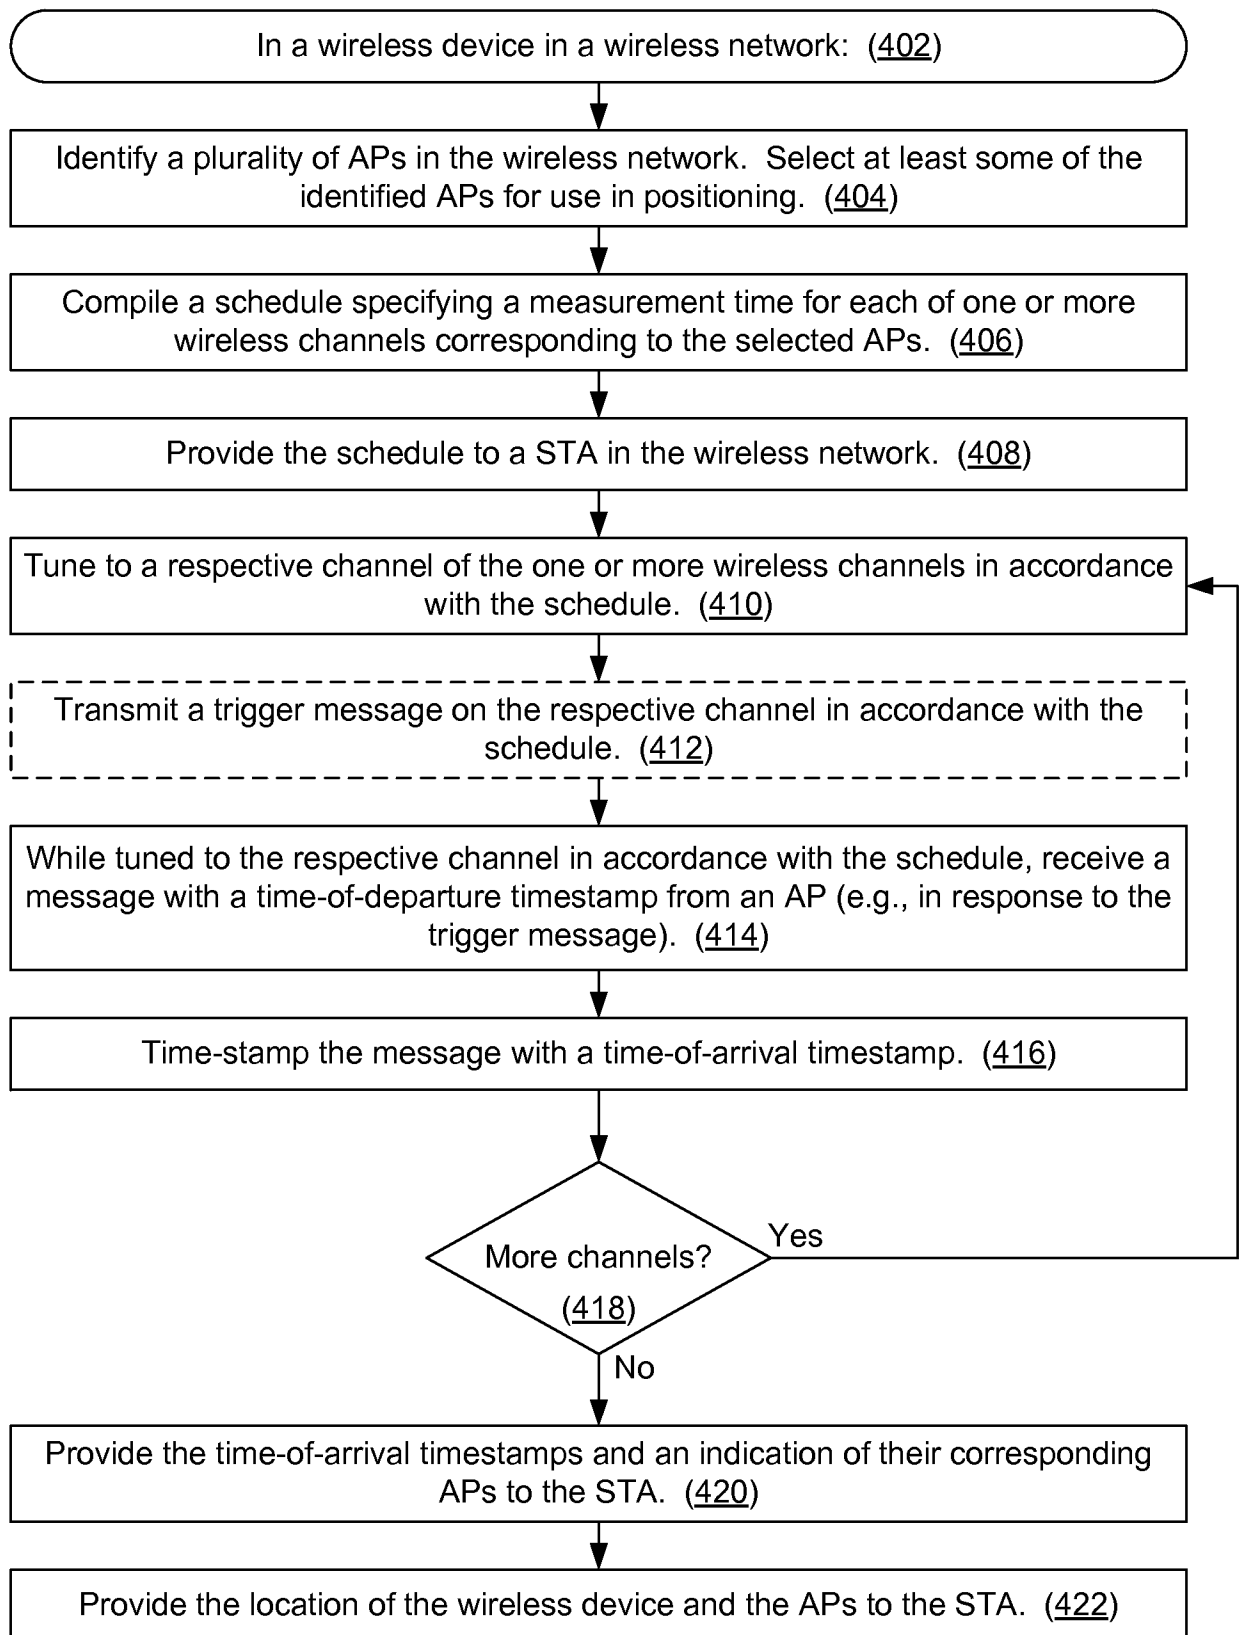 In a wireless device in a wireless network:  (402)
Identify a plurality of APs in the wireless network.  Select at least some of the
identified APs for use in positioning.  (404)
Compile a schedule specifying a measurement time for each of one or more
wireless channels corresponding to the selected APs.  (406)
Provide the schedule to a STA in the wireless network.  (408)
Tune to a respective channel of the one or more wireless channels in accordance
with the schedule.  (410)
Transmit a trigger message on the respective channel in accordance with the
schedule.  (412)
While tuned to the respective channel in accordance with the schedule, receive a
message with a time-of-departure timestamp from an AP (e.g., in response to the
trigger message).  (414)
Time-stamp the message with a time-of-arrival timestamp.  (416)
Yes
More channels?
(418)
No
Provide the time-of-arrival timestamps and an indication of their corresponding
APs to the STA.  (420)
Provide the location of the wireless device and the APs to the STA.  (422)